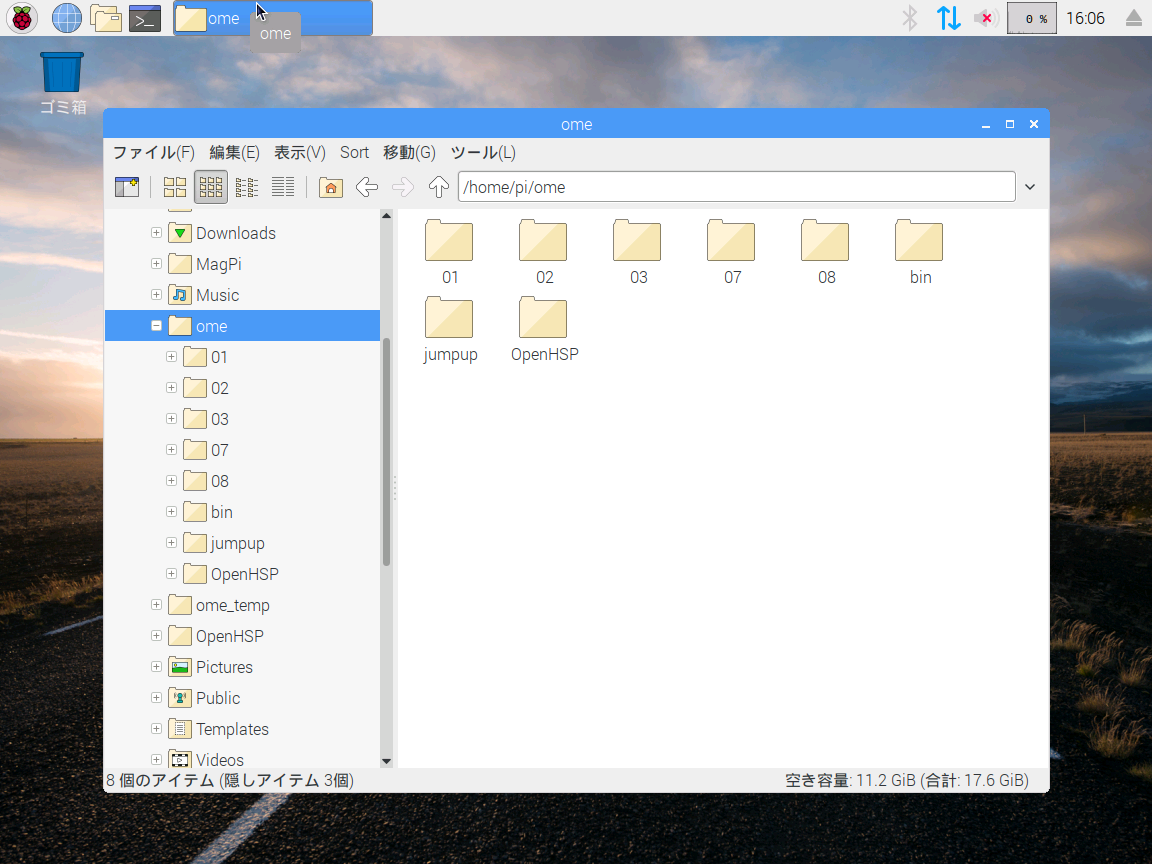 ome
0 %
16:06
ome
ゴミ箱
ome
ファイル(F) 編集(E) 表示(V) Sort 移動(G) ツール(L)
/home/pi/ome
Downloads
MagPi
Music
ome
01
02
03
07
08
bin
jumpup
OpenHSP
ome_temp
OpenHSP
Pictures
Public
Templates
Videos
01 02 03 07 08 bin
jumpup OpenHSP
8 個のアイテム (隠しアイテム 3個)
空き容量: 11.2 GiB (合計: 17.6 GiB)